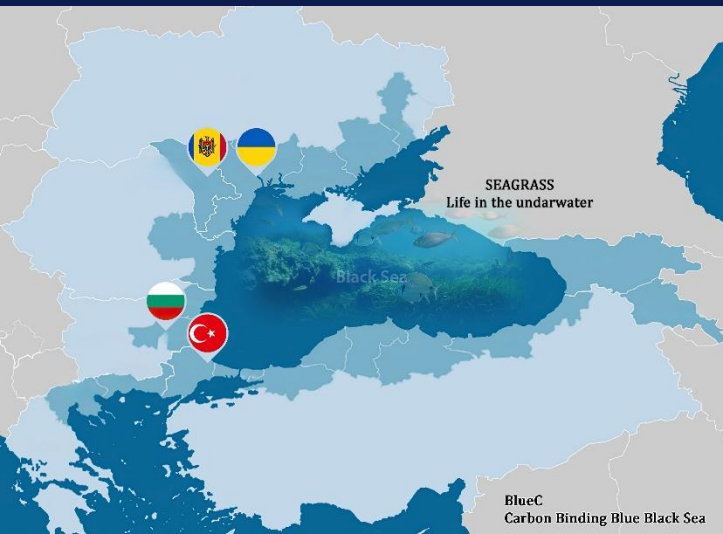 SEAGRASS
Life in the undarwater
Black Sea
BlueC
Carbon Binding Blue Black Sea